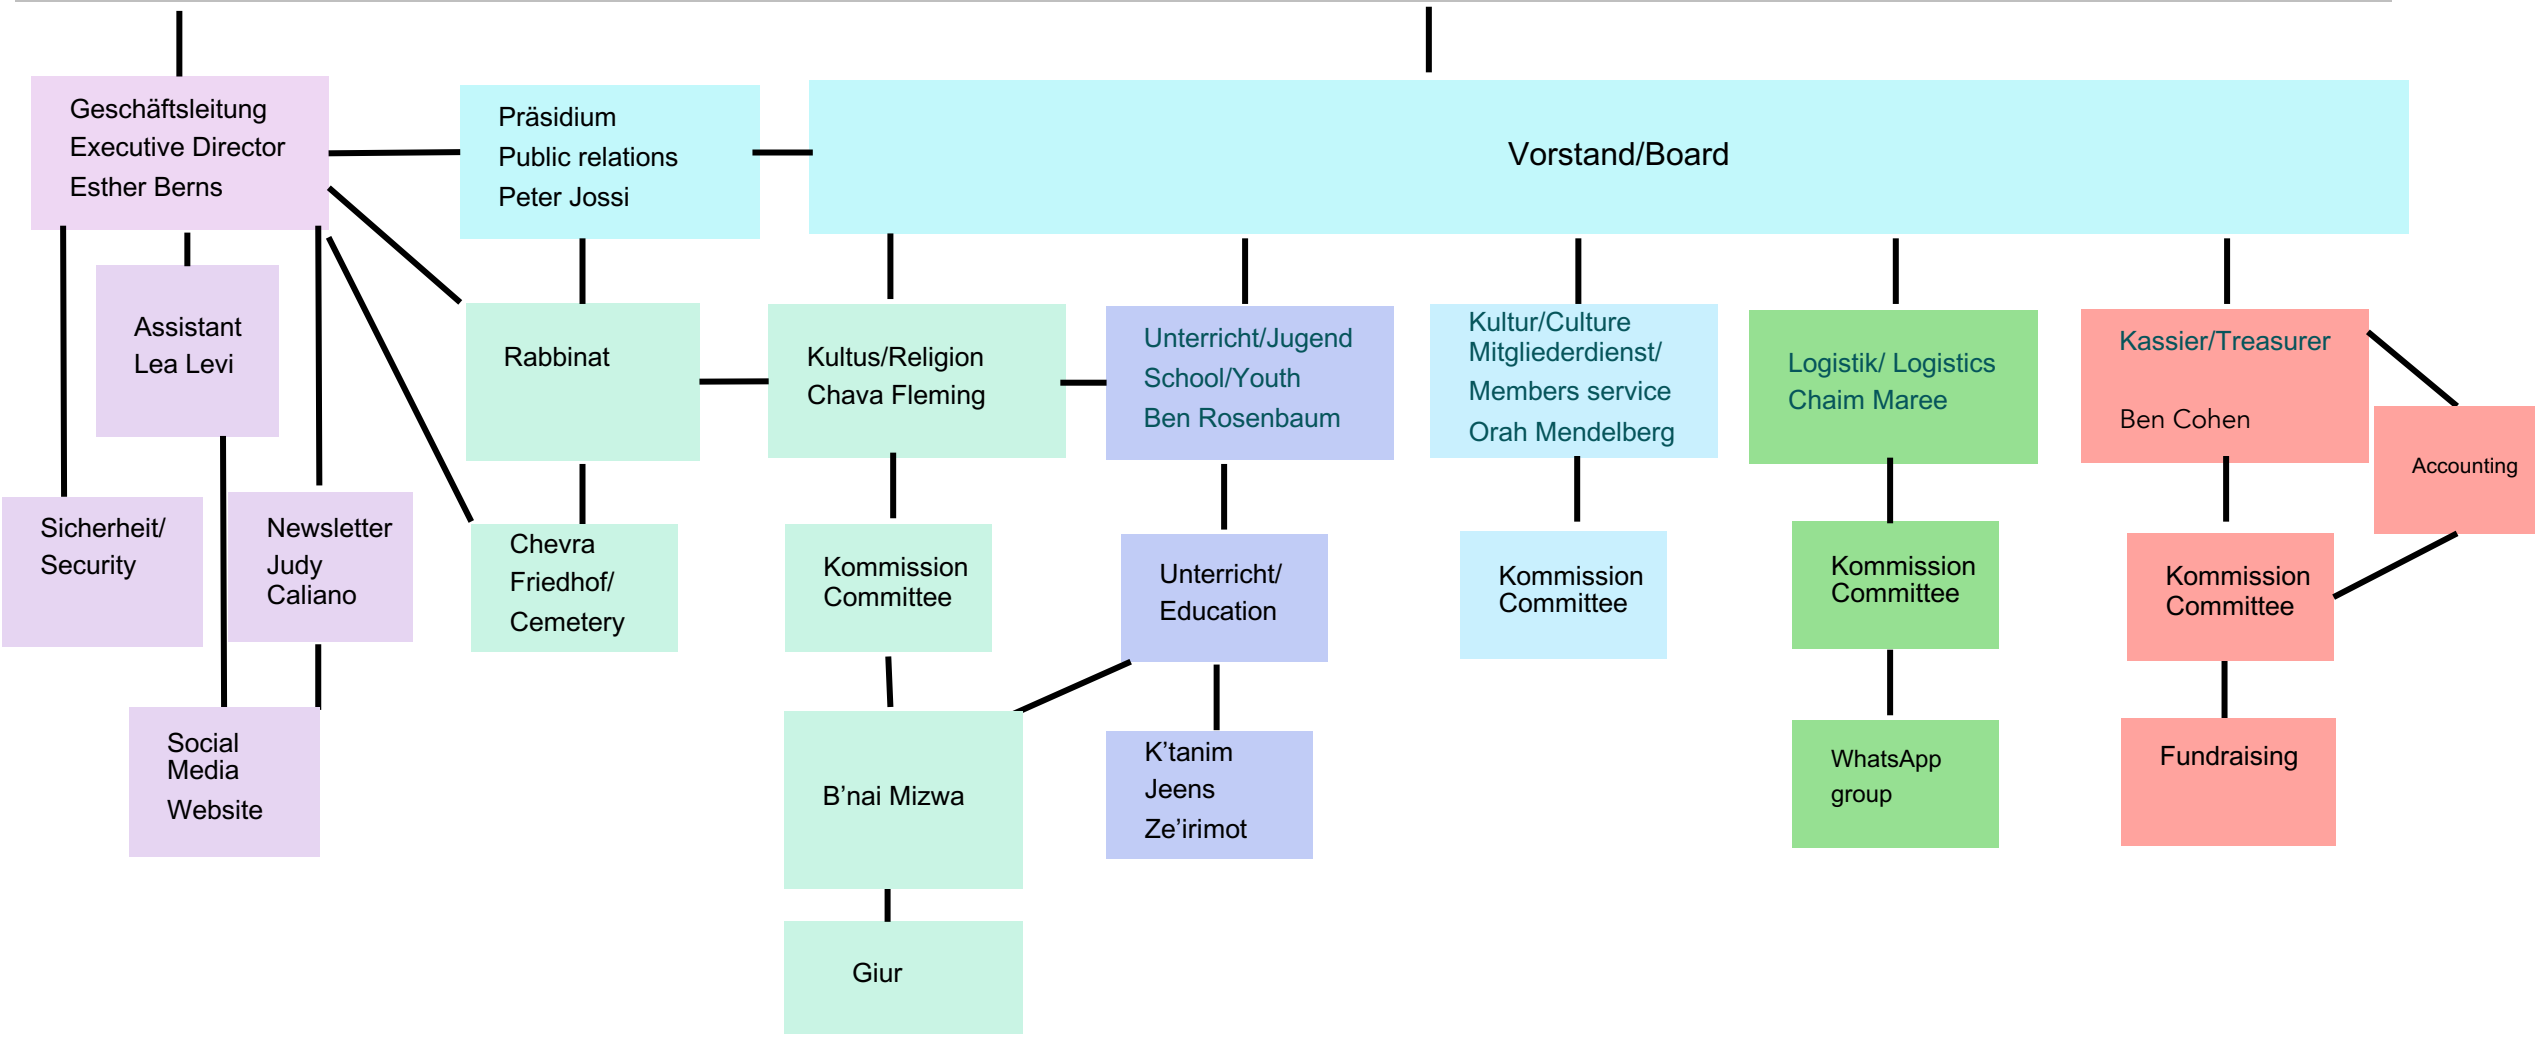 Geschäftsleitung
Executive Director
Esther Berns
Präsidium
Public relations
Peter Jossi
Vorstand/Board
Assistant
Lea Levi
Rabbinat
Kultus/Religion
Chava Fleming
Unterricht/Jugend
School/Youth
Ben Rosenbaum
Kultur/Culture
Mitgliederdienst/
Members service
Orah Mendelberg
Logistik/ Logistics
Chaim Maree
Kassier/Treasurer
Ben Cohen
Accounting
Sicherheit/
Security
Newsletter
Judy
Caliano
Chevra
Friedhof/
Cemetery
Kommission
Committee
Unterricht/
Education
Kommission
Committee
Kommission
Committee
Kommission
Committee
Social
Media
Website
B’nai Mizwa
K’tanim
Jeens
Ze’irimot
WhatsApp
group
Fundraising
Giur